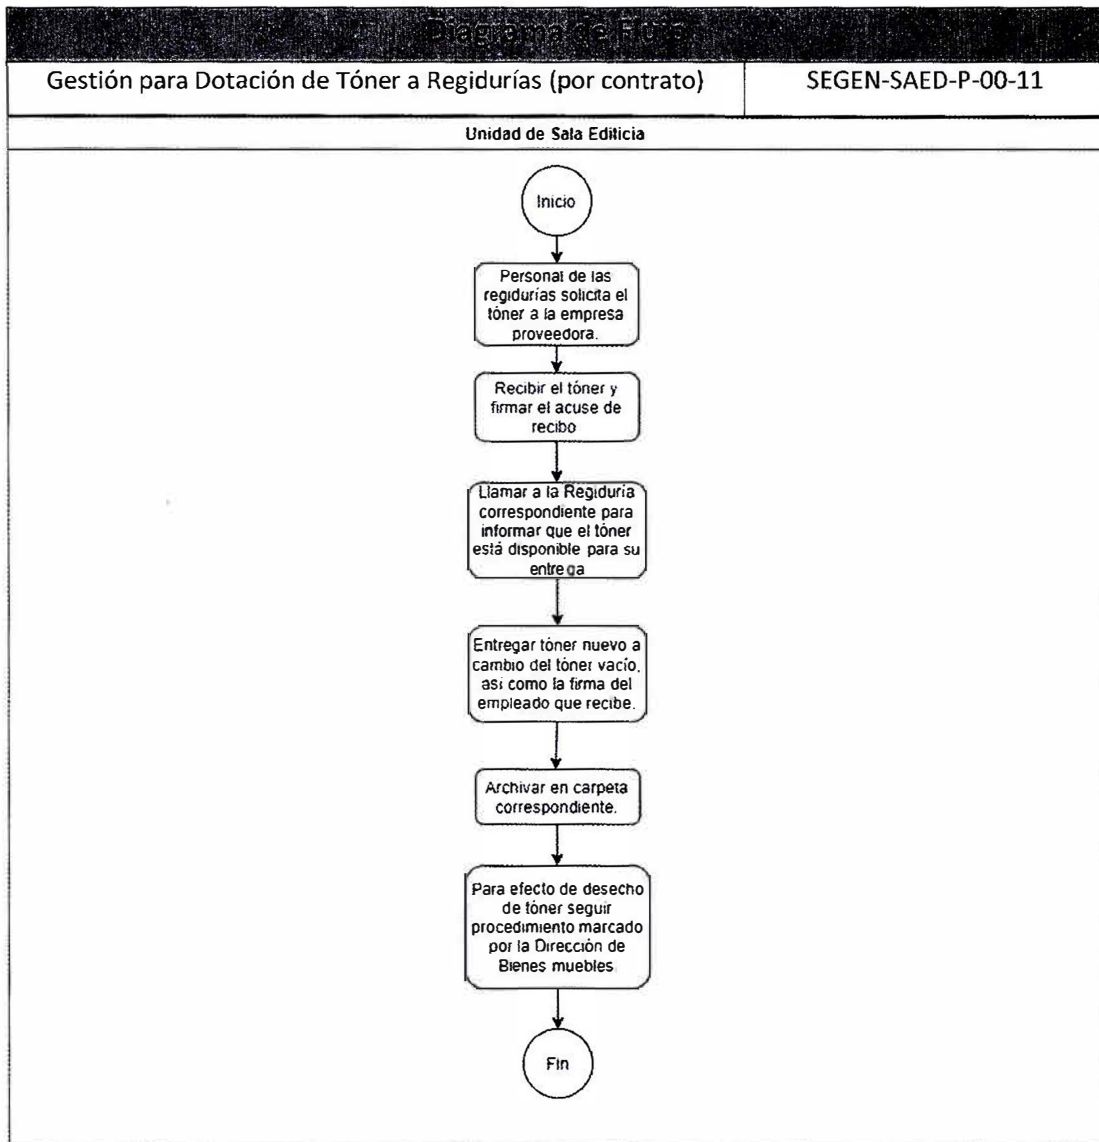 Diagrama de Flujo
Gestión para Dotación de Tóner a Regidurías (por contrato)
SEGEN-SAED-P-00-11
Unidad de Sala Edilicia
Inicio
Personal de las
regidurías solicita el
tóner a la empresa
proveedora.
Recibir el tóner y
firmar el acuse de
recibo
Llamar a la Regiduría
correspondiente para
informar que el tóner
está disponible para su
entrega
Entregar tóner nuevo a
cambio del tóner vacío,
así como la firma del
empleado que recibe.
Archivar en carpeta
correspondiente.
Para efecto de desecho
de tóner seguir
procedimiento marcado
por la Dirección de
Bienes muebles
Fin